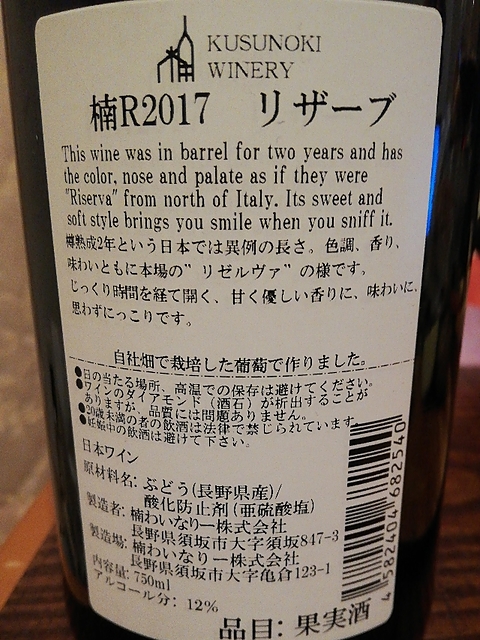 KUSUNOKI
WINERY
楠R2017 リザーブ
This wine was in barrel for two years and has
the color, nose and palate as if they were
"Riserva" from north of Italy. Its sweet and
soft style brings you smile when you sniff it.
樽熟成2年という日本では異例の長さ。色調、香り、
味わいともに本場の"リゼルヴァ"の様です。
じっくり時間を経て開く、甘く優しい香りに、味わいに、
思わずにっこりです。
自社畑で栽培した葡萄で作りました。
●日の当たる場所、高温での保存は避けてください。
●ワインのダイアモンド（酒石）が析出することが
ありますが、品質には問題ありません。
●20歳未満の者の飲酒は法律で禁じられています。
●妊娠中の飲酒は避けて下さい。
日本ワイン
原材料名: ぶどう(長野県産)/
酸化防止剤(亜硫酸塩)
製造者: 楠わいなりー株式会社
長野県須坂市大字須坂847-3
製造場: 楠わいなりー株式会社
長野県須坂市大字亀倉123-1
内容量: 750ml
アルコール分: 12%
品目: 果実酒
4 582404 682540